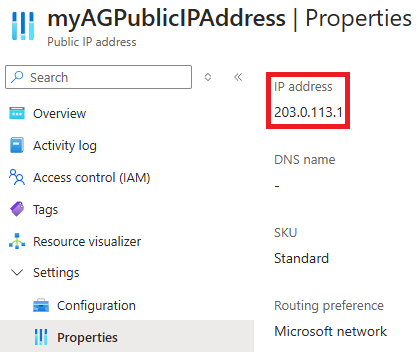 myAGPublicIPAddress | Properties
Public IP address
Search
Overview
Activity log
Access control (IAM)
Tags
Resource visualizer
Settings
Configuration
Properties
IP address
203.0.113.1
DNS name
-
SKU
Standard
Routing preference
Microsoft network